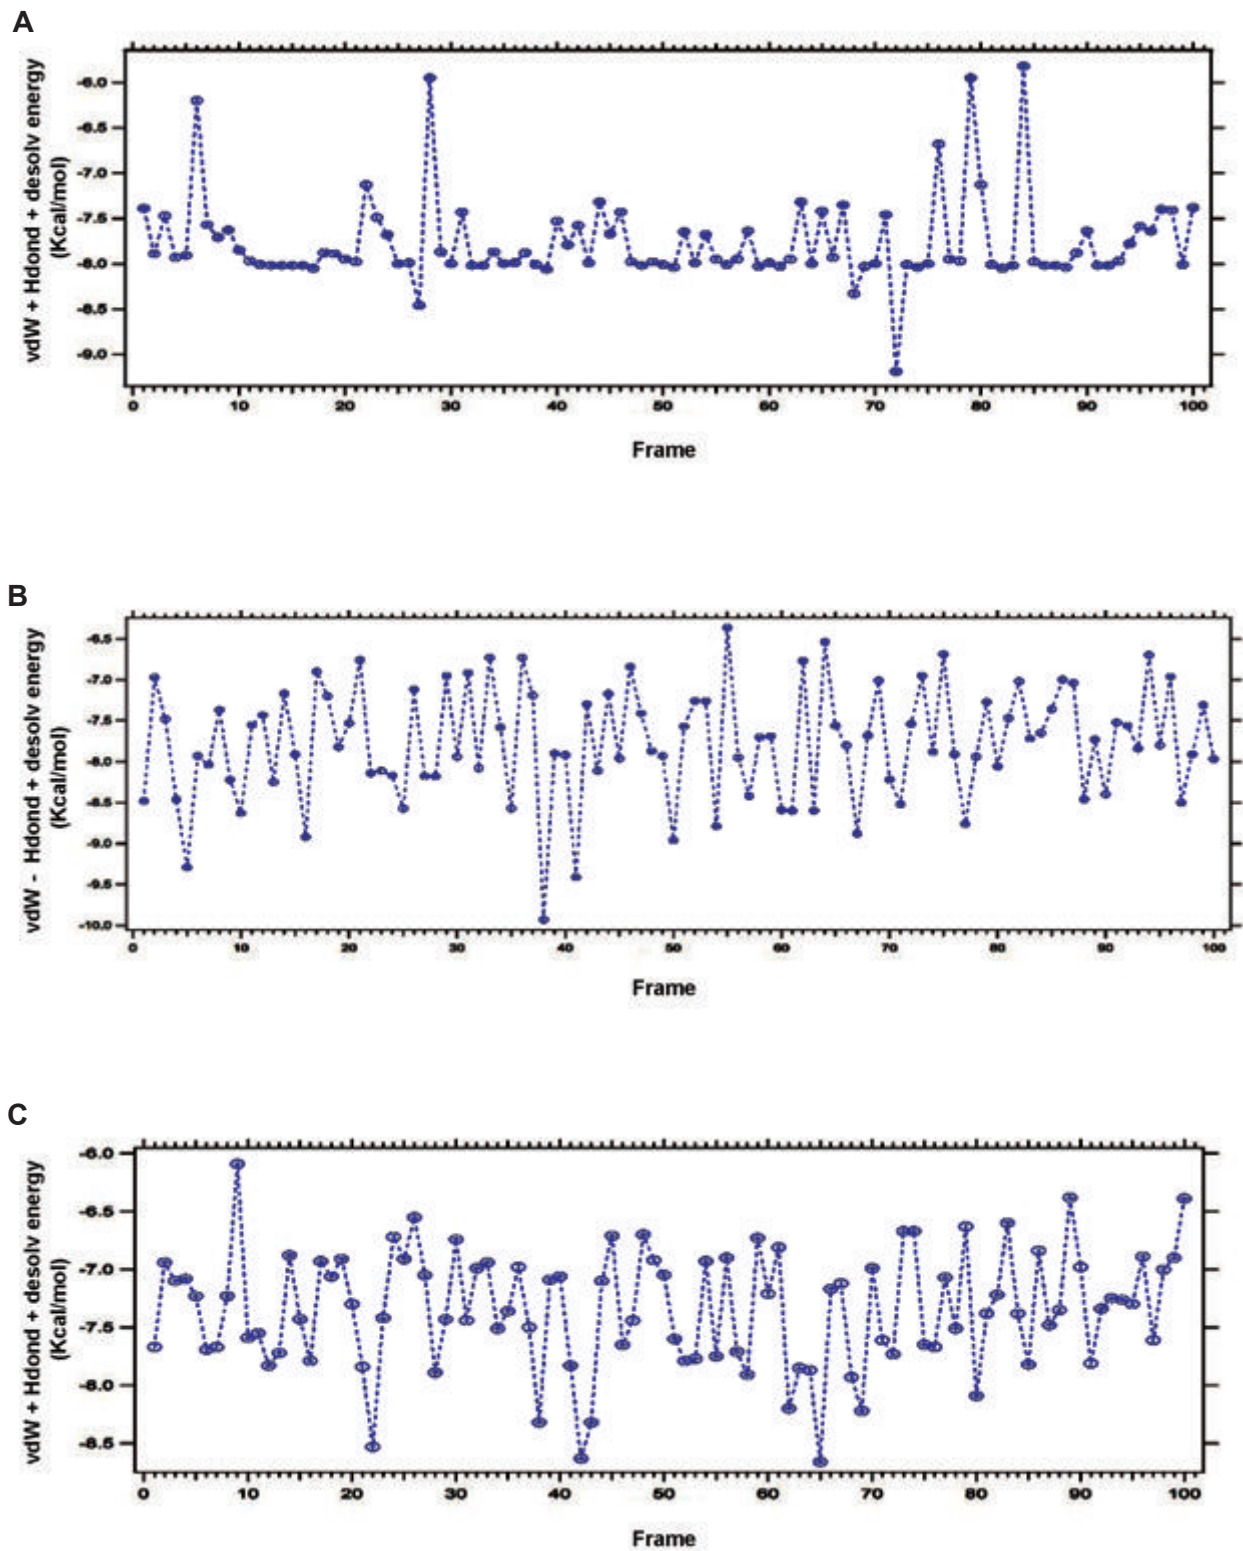 A
vdW + Hdond + desolv energy
(Kcal/mol)
-6.0
-6.5
-7.0
-7.5
-8.0
-8.5
-9.0
0 10 20 30 40 50 60 70 80 90 100
Frame
B
vdW - Hdond + desolv energy
(Kcal/mol)
-6.5
-7.0
-7.5
-8.0
-8.5
-9.0
-9.5
-10.0
0 10 20 30 40 50 60 70 80 90 100
Frame
C
vdW + Hdond + desolv energy
(Kcal/mol)
-6.0
-6.5
-7.0
-7.5
-8.0
-8.5
0 10 20 30 40 50 60 70 80 90 100
Frame